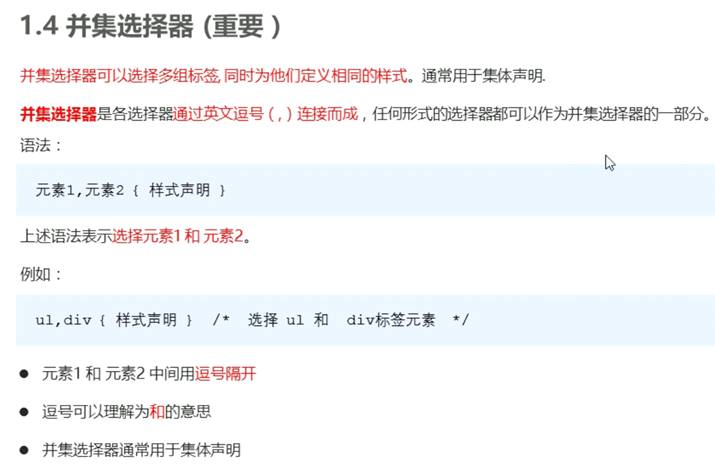 1.4 并集选择器 (重要 )
并集选择器可以选择多组标签, 同时为他们定义相同的样式。通常用于集体声明.
并集选择器是各选择器通过英文逗号 ( , ) 连接而成 , 任何形式的选择器都可以作为并集选择器的一部分。
语法 :
元素1,元素2 { 样式声明 }
上述语法表示选择元素1 和 元素2。
例如 :
ul,div { 样式声明 } /* 选择 ul 和 div标签元素 */
● 元素1 和 元素2 中间用逗号隔开
● 逗号可以理解为和的意思
● 并集选择器通常用于集体声明